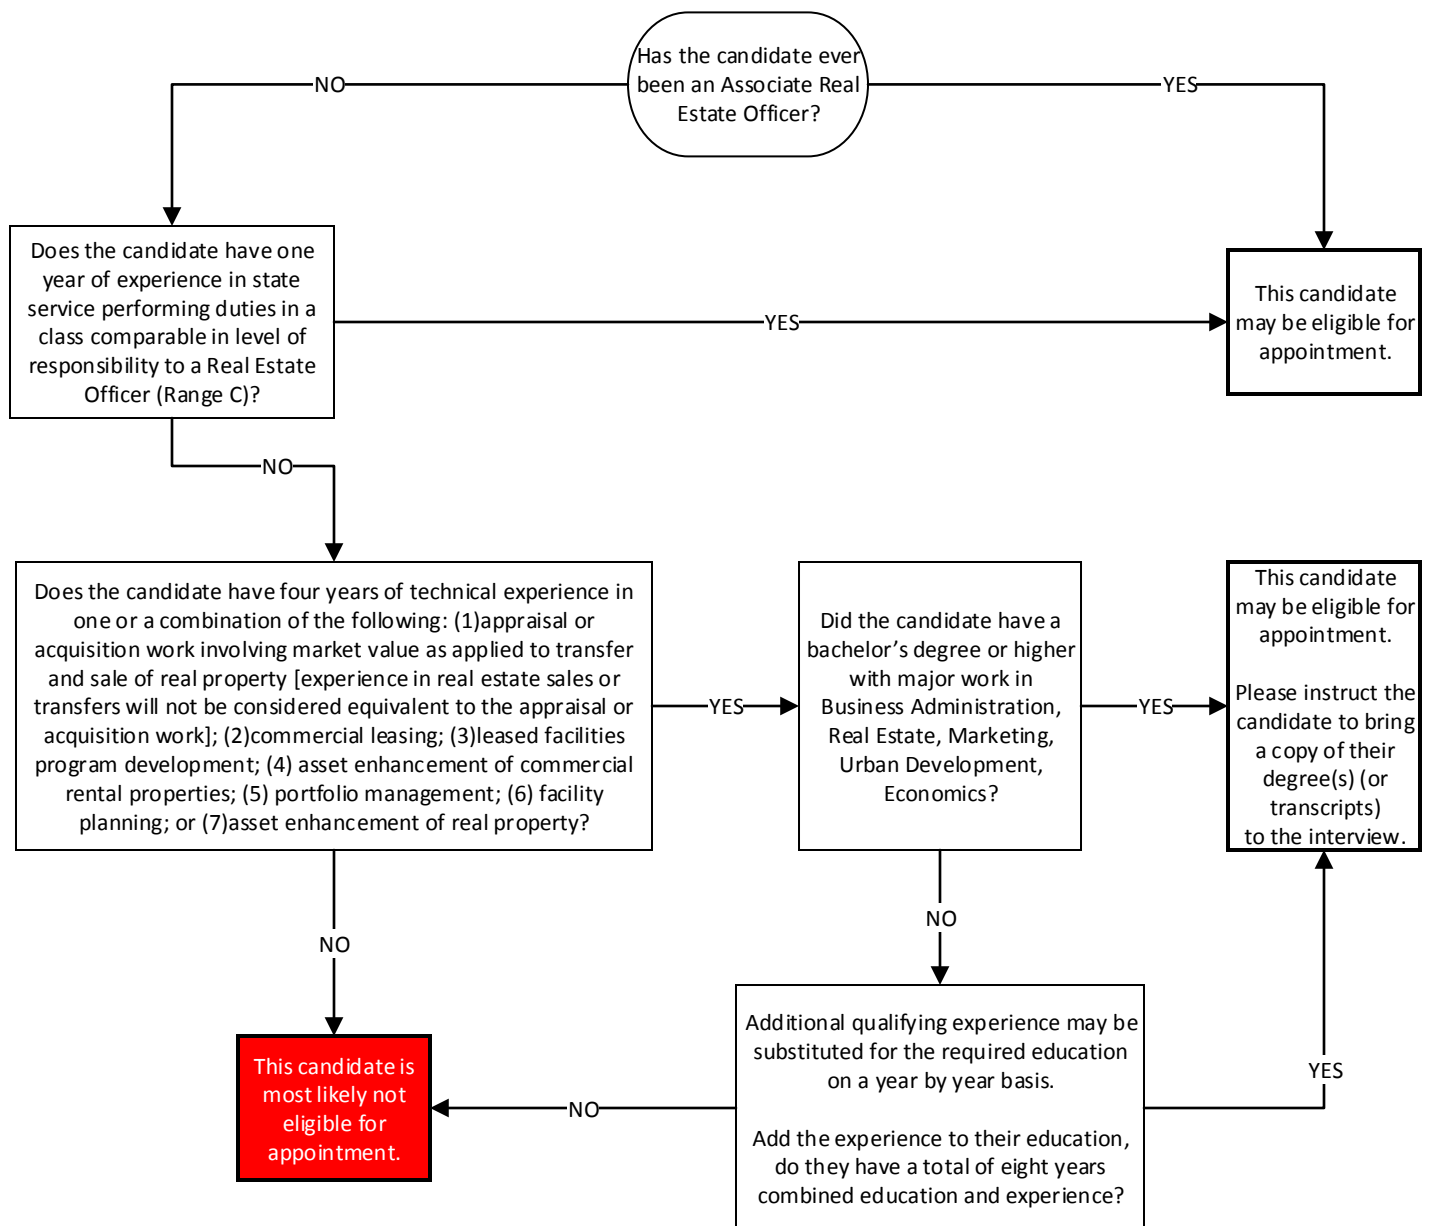 Has the candidate ever
been an Associate Real
Estate Officer?
NO
YES
Does the candidate have one
year of experience in state
service performing duties in a
class comparable in level of
responsibility to a Real Estate
Officer (Range C)?
YES
This candidate
may be eligible for
appointment.
NO
Does the candidate have four years of technical experience in
one or a combination of the following: (1)appraisal or
acquisition work involving market value as applied to transfer
and sale of real property [experience in real estate sales or
transfers will not be considered equivalent to the appraisal or
acquisition work]; (2)commercial leasing; (3)leased facilities
program development; (4) asset enhancement of commercial
rental properties; (5) portfolio management; (6) facility
planning; or (7)asset enhancement of real property?
YES
Did the candidate have a
bachelor’s degree or higher
with major work in
Business Administration,
Real Estate, Marketing,
Urban Development,
Economics?
YES
This candidate
may be eligible for
appointment.
Please instruct the
candidate to bring
a copy of their
degree(s) (or
transcripts)
to the interview.
NO
NO
This candidate is
most likely not
eligible for
appointment.
NO
Additional qualifying experience may be
substituted for the required education
on a year by year basis.
Add the experience to their education,
do they have a total of eight years
combined education and experience?
YES